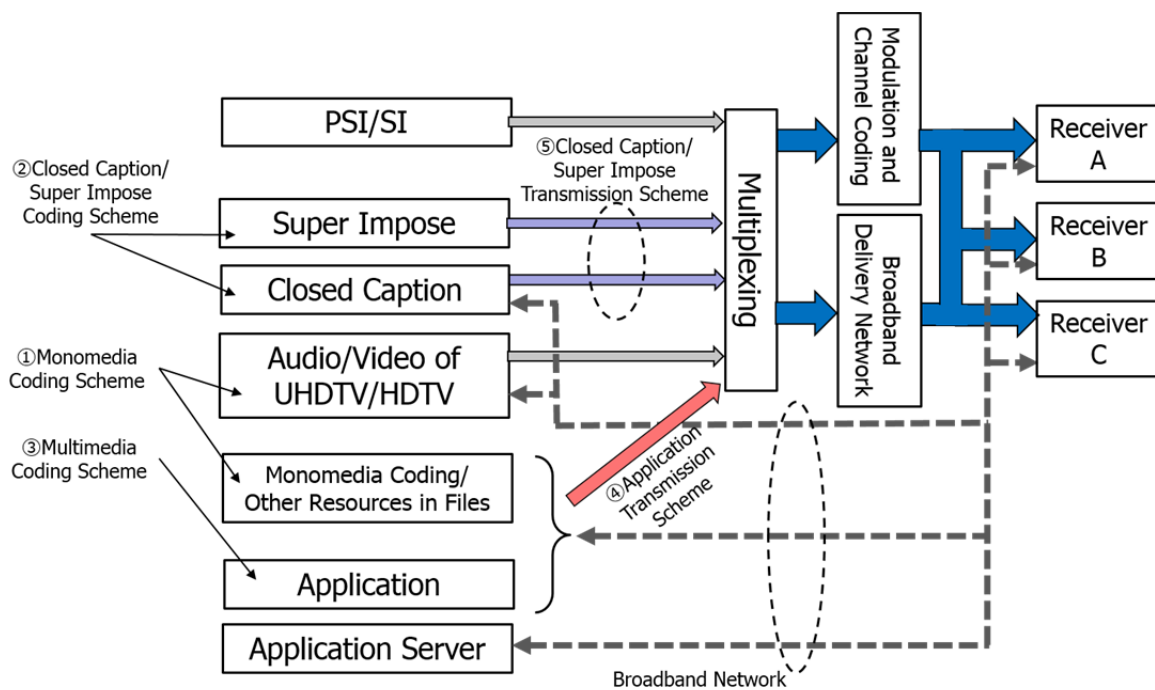 PSI/SI
②Closed Caption/
Super Impose
Coding Scheme
Super Impose
Closed Caption
①Monomedia
Coding Scheme
Audio/Video of
UHDTV/HDTV
③Multimedia
Coding Scheme
Monomedia Coding/
Other Resources in Files
Application
Application Server
⑤Closed Caption/
Super Impose
Transmission Scheme
④Application
Transmission
Scheme
Multiplexing
Modulation and
Channel Coding
Broadband
Delivery Network
Receiver
A
Receiver
B
Receiver
C
Broadband Network